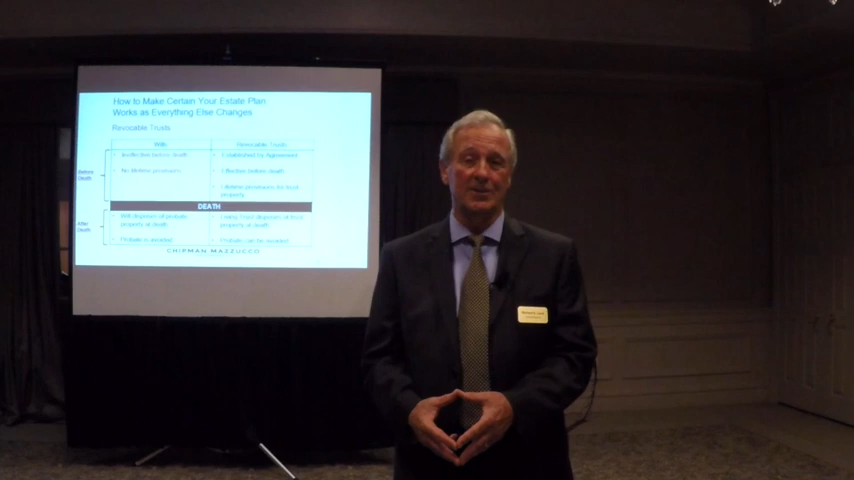 How to Make Certain Your Estate Plan
Works as Everything Else Changes
Revocable Trusts
Wills
Revocable Trusts
Before
Death
Ineffective before death
Established by Agreement
No lifetime provisions
Effective before death
Lifetime provisions for trust
property
DEATH
After
Death
Will disposes of probate
property at death
Living Trust disposes of trust
property at death
Probate is
Probate can be avoided
CHIPMAN MAZZUCCO